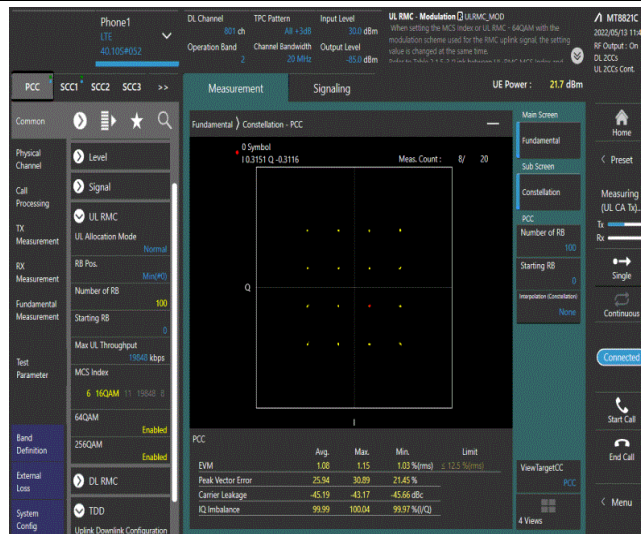 Phone1
LTE
40.105#052
DL Channel
801 ch
TPC Pattern
All +3dB
Input Level
30.0 dBm
Operation Band
2
Channel Bandwidth
20 MHz
Output Level
-85.0 dBm
UL RMC - Modulation ULRMC_MOD
When setting the MCS Index or UL RMC - 64QAM with the
modulation scheme used for the RMC uplink signal, the setting
value is changed at the same time.
MT8821C
2022/05/13 11:4
RF Output : On
DL 2CCs
UL 2CCs Cont.
PCC
SCC1
SCC2
SCC3
>>
Measurement
Signaling
UE Power : 21.7 dBm
Common
Physical
Channel
Call
Processing
TX
Measurement
RX
Measurement
Fundamental
Measurement
Test
Parameter
Band
Definition
External
Loss
System
Config
Level
Signal
UL RMC
UL Allocation Mode
Normal
RB Pos.
Min(#0)
Number of RB
100
Starting RB
0
Max UL Throughput
19848 kbps
MCS Index
6 16QAM 11 19848 8
64QAM
Enabled
256QAM
Enabled
DL RMC
TDD
Uplink Downlink Configuration
Fundamental 〉 Constellation - PCC
0 Symbol
I 0.3151 Q -0.3116
Meas. Count : 8/ 20
Q
I
PCC
Avg. Max. Min. Limit
EVM 1.08 1.15 1.03 %(rms) ≤ 12.5 %(rms)
Peak Vector Error 25.94 30.89 21.45 %
Carrier Leakage -45.19 -43.17 -45.66 dBc
IQ Imbalance 99.99 100.04 99.97 %(I/Q)
Main Screen
Fundamental
Sub Screen
Constellation
PCC
Number of RB
100
Starting RB
0
Interpolation (Constellation)
None
ViewTargetCC
PCC
4 Views
Home
Preset
Measuring
(UL CA Tx)...
Tx
Rx
Single
Continuous
Connected
Start Call
End Call
Menu